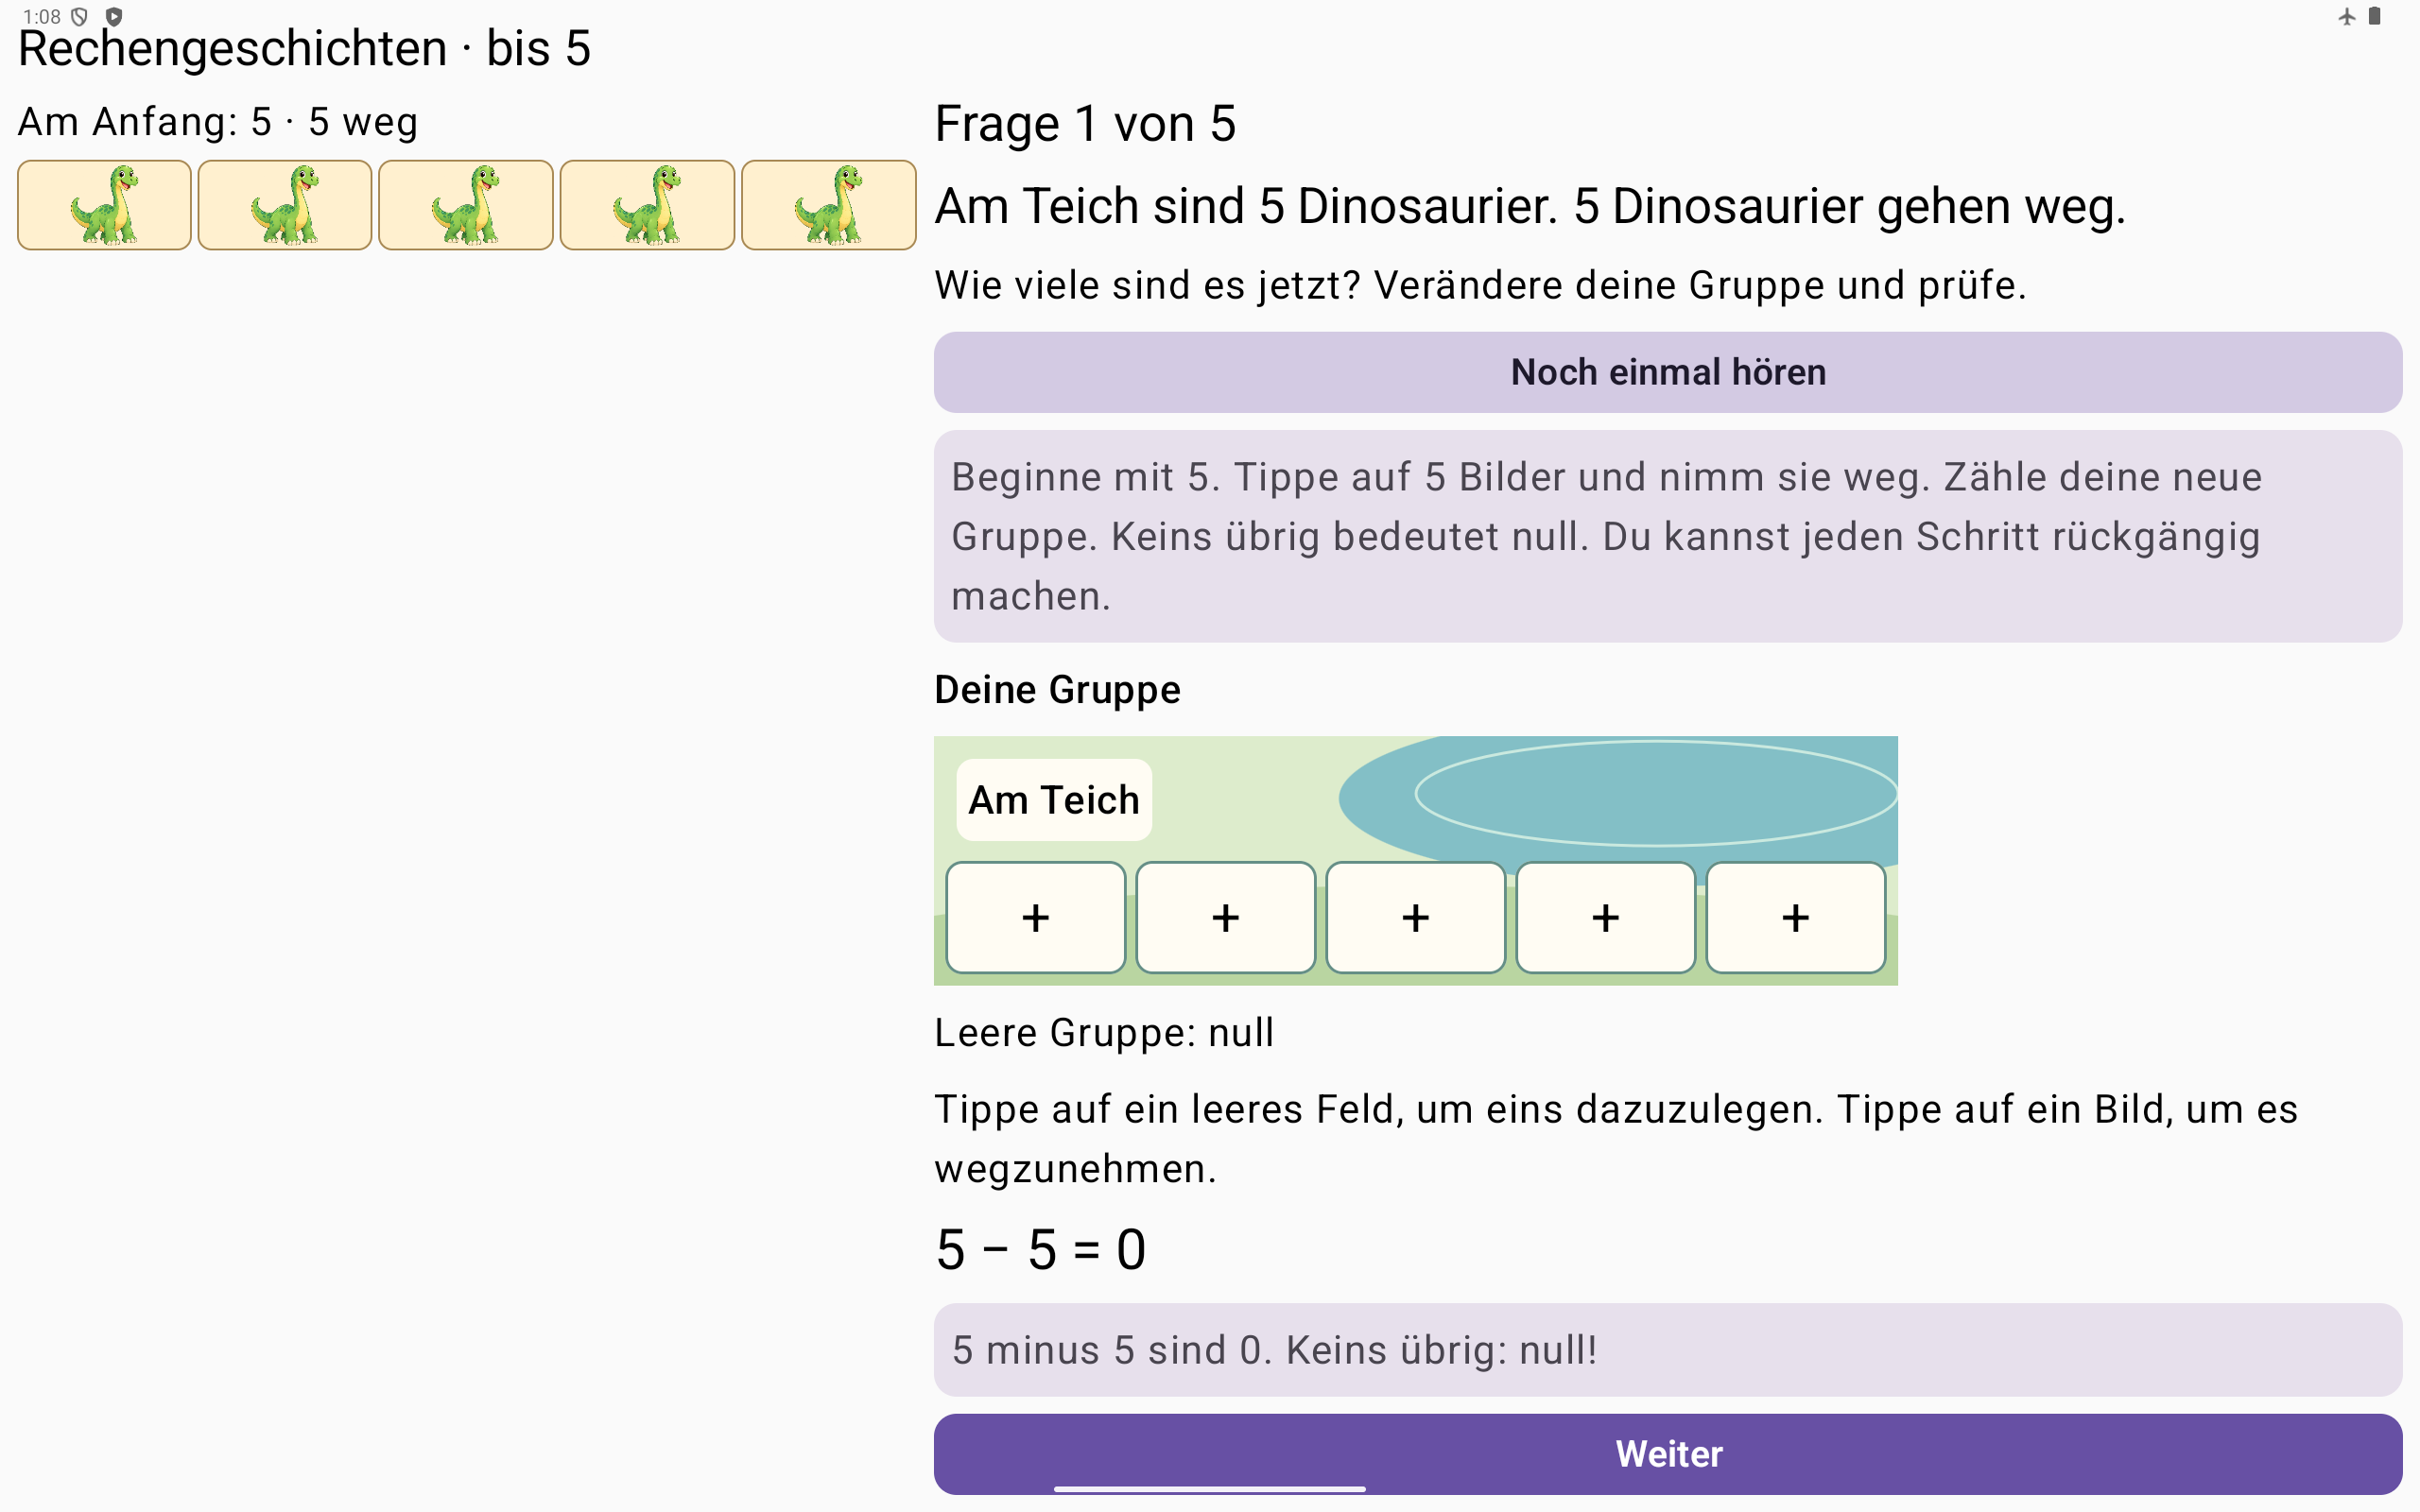 1:08
Rechengeschichten · bis 5
Am Anfang: 5 · 5 weg
Frage 1 von 5
Am Teich sind 5 Dinosaurier. 5 Dinosaurier gehen weg.
Wie viele sind es jetzt? Verändere deine Gruppe und prüfe.
Noch einmal hören
Beginne mit 5. Tippe auf 5 Bilder und nimm sie weg. Zähle deine neue
Gruppe. Keins übrig bedeutet null. Du kannst jeden Schritt rückgängig
machen.
Deine Gruppe
Am Teich
+ + + + +
Leere Gruppe: null
Tippe auf ein leeres Feld, um eins dazuzulegen. Tippe auf ein Bild, um es
wegzunehmen.
5 − 5 = 0
5 minus 5 sind 0. Keins übrig: null!
Weiter